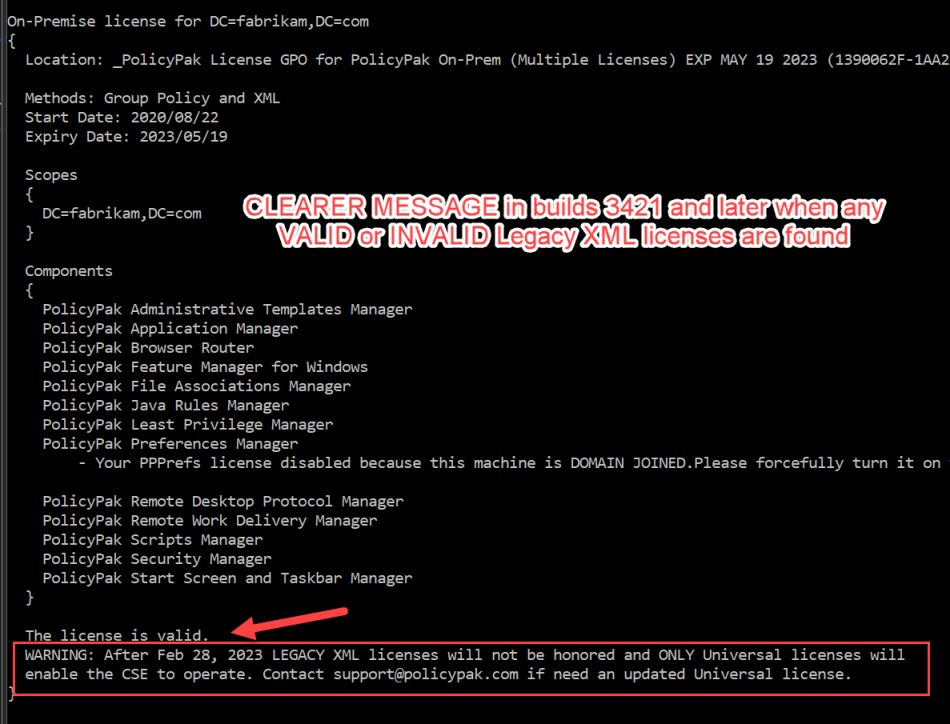 On-Premise license for DC=fabrikam,DC=com
{
Location: _PolicyPak License GPO for PolicyPak On-Prem (Multiple Licenses) EXP MAY 19 2023 (1390062F-1AA2
Methods: Group Policy and XML
Start Date: 2020/08/22
Expiry Date: 2023/05/19
Scopes
{
DC=fabrikam,DC=com
}
CLEARER MESSAGE in builds 3421 and later when any
VALID or INVALID Legacy XML licenses are found
Components
{
PolicyPak Administrative Templates Manager
PolicyPak Application Manager
PolicyPak Browser Router
PolicyPak Feature Manager for Windows
PolicyPak File Associations Manager
PolicyPak Java Rules Manager
PolicyPak Least Privilege Manager
PolicyPak Preferences Manager
- Your PPPrefs license disabled because this machine is DOMAIN JOINED.Please forcefully turn it on
PolicyPak Remote Desktop Protocol Manager
PolicyPak Remote Work Delivery Manager
PolicyPak Scripts Manager
PolicyPak Security Manager
PolicyPak Start Screen and Taskbar Manager
}
The license is valid.
WARNING: After Feb 28, 2023 LEGACY XML licenses will not be honored and ONLY Universal licenses will
enable the CSE to operate. Contact support@policypak.com if need an updated Universal license.
}